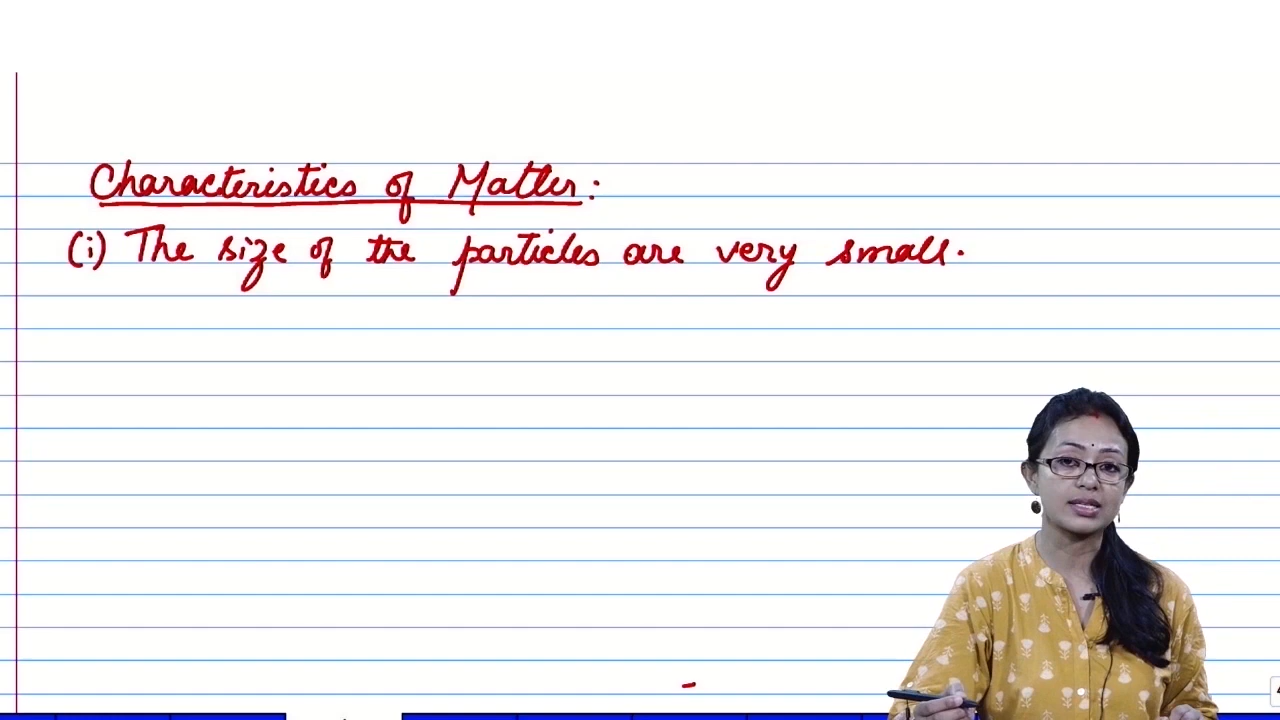 Characteristics of Matter:
(i) The size of the particles are very small.